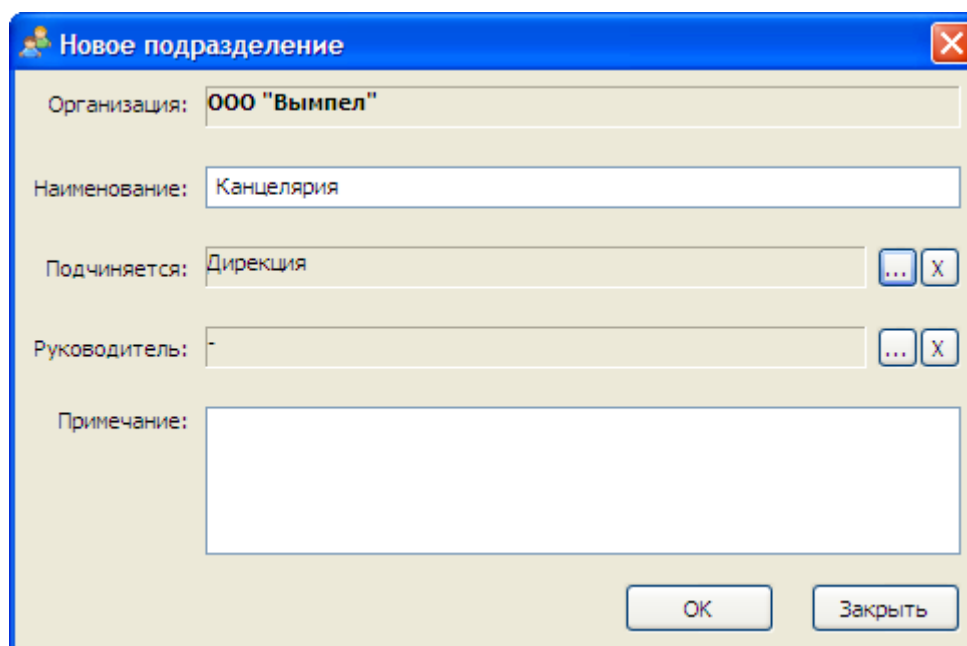 Новое подразделение
Организация: ООО "Вымпел"
Наименование: Канцелярия
Подчиняется: Дирекция ... X
Руководитель: - ... X
Примечание:
OK Закрыть